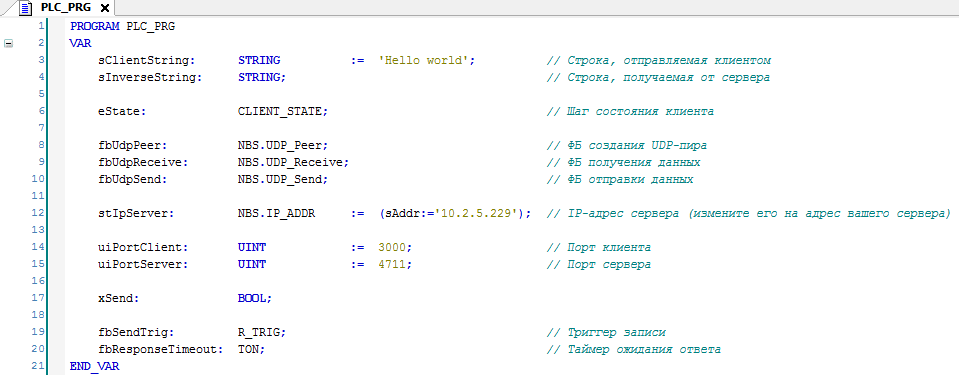 PLC_PRG
1 PROGRAM PLC_PRG
2 VAR
3 sClientString: STRING := 'Hello world'; // Строка, отправляемая клиентом
4 sInverseString: STRING; // Строка, получаемая от сервера
5
6 eState: CLIENT_STATE; // Шаг состояния клиента
7
8 fbUdpPeer: NBS.UDP_Peer; // ФБ создания UDP-пира
9 fbUdpReceive: NBS.UDP_Receive; // ФБ получения данных
10 fbUdpSend: NBS.UDP_Send; // ФБ отправки данных
11
12 stIpServer: NBS.IP_ADDR := (sAddr:='10.2.5.229'); // IP-адрес сервера (измените его на адрес вашего сервера)
13
14 uiPortClient: UINT := 3000; // Порт клиента
15 uiPortServer: UINT := 4711; // Порт сервера
16
17 xSend: BOOL;
18
19 fbSendTrig: R_TRIG; // Триггер записи
20 fbResponseTimeout: TON; // Таймер ожидания ответа
21 END_VAR